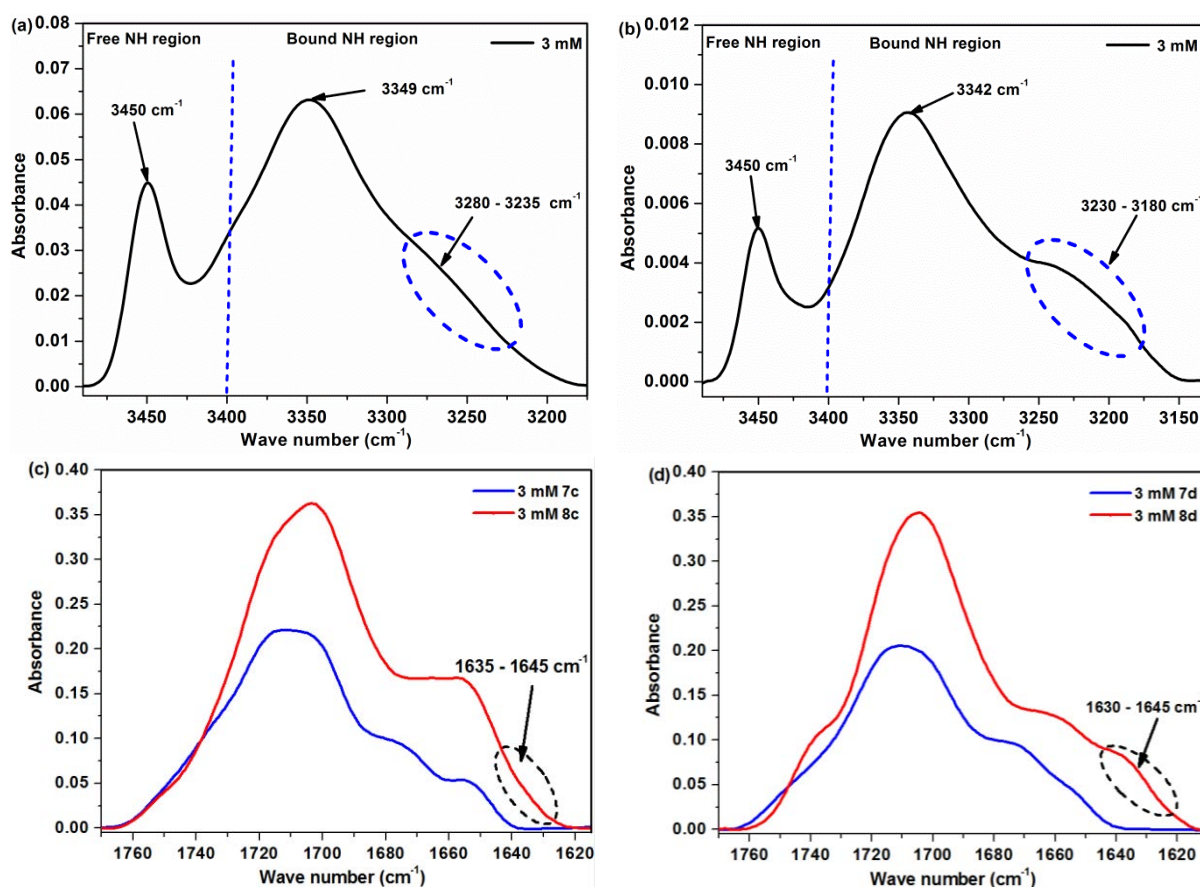 (a)
Free NH region
Bound NH region
3 mM
3450 cm⁻¹
3349 cm⁻¹
3280 - 3235 cm⁻¹
0.08
0.07
0.06
0.05
0.04
0.03
0.02
0.01
0.00
Absorbance
3450 3400 3350 3300 3250 3200
Wave number (cm⁻¹)
(b)
Free NH region
Bound NH region
3 mM
3450 cm⁻¹
3342 cm⁻¹
3230 - 3180 cm⁻¹
0.012
0.010
0.008
0.006
0.004
0.002
0.000
Absorbance
3450 3400 3350 3300 3250 3200 3150
Wave number (cm⁻¹)
(c)
3 mM 7c
3 mM 8c
1635 - 1645 cm⁻¹
0.40
0.35
0.30
0.25
0.20
0.15
0.10
0.05
0.00
Absorbance
1760 1740 1720 1700 1680 1660 1640 1620
Wave number (cm⁻¹)
(d)
3 mM 7d
3 mM 8d
1630 - 1645 cm⁻¹
0.40
0.35
0.30
0.25
0.20
0.15
0.10
0.05
0.00
Absorbance
1760 1740 1720 1700 1680 1660 1640 1620
Wave number (cm⁻¹)